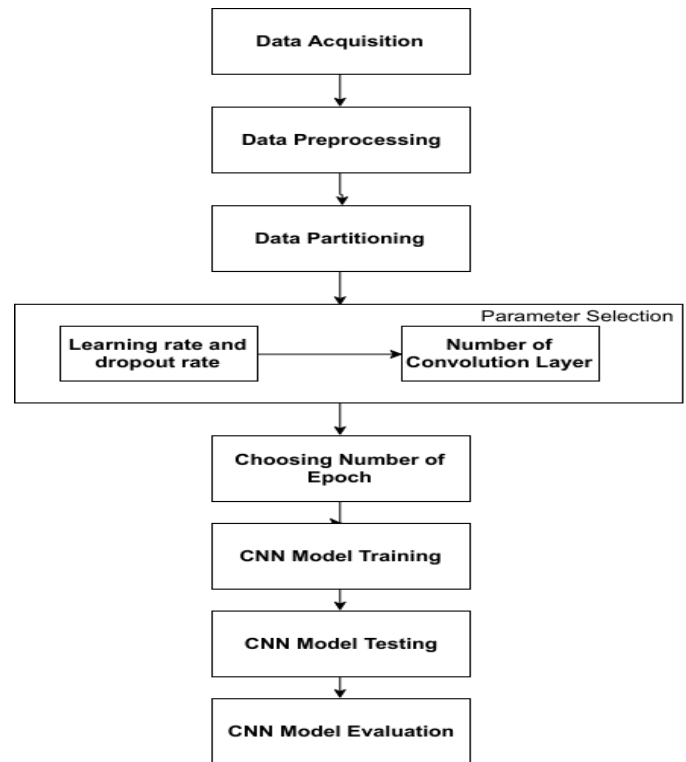 Data Acquisition
Data Preprocessing
Data Partitioning
Parameter Selection
Learning rate and
dropout rate
Number of
Convolution Layer
Choosing Number of
Epoch
CNN Model Training
CNN Model Testing
CNN Model Evaluation